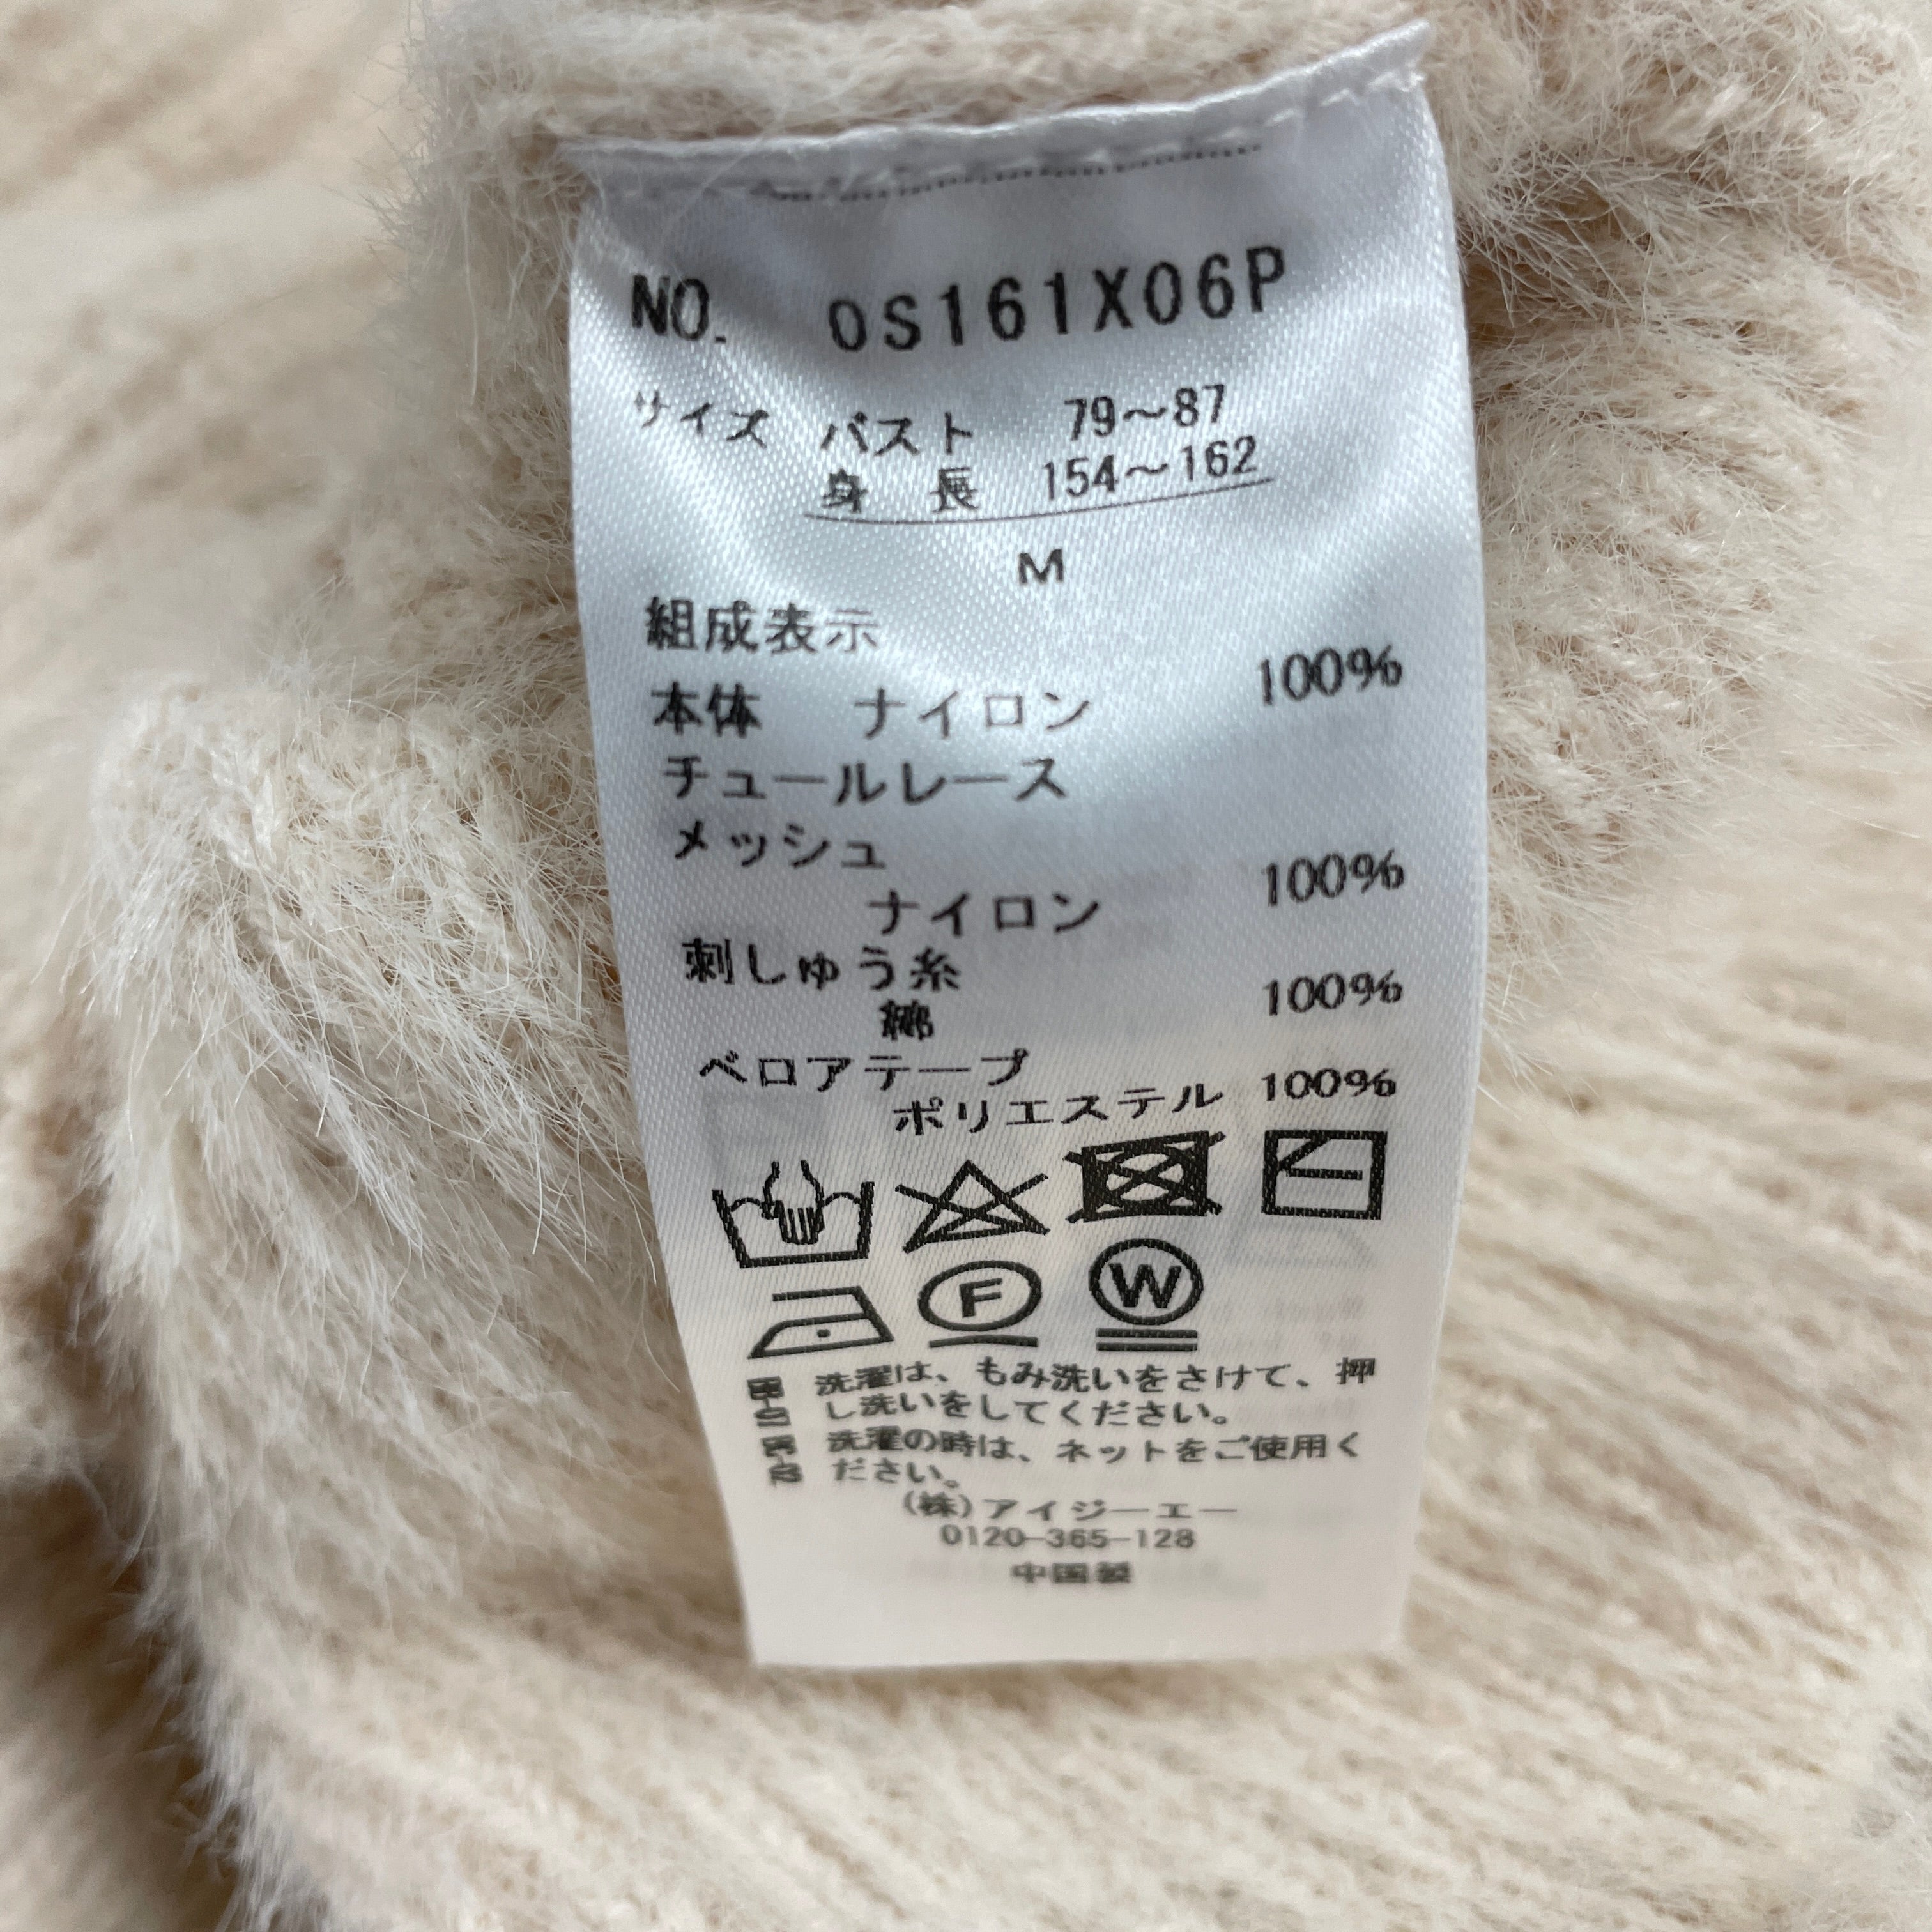 NO. 0S161X06P
サイズ バスト 79～87
身 長 154～162
M
組成表示
本体 ナイロン 100%
チュールレース
メッシュ
ナイロン 100%
刺しゅう糸
綿 100%
ベロアテープ
ポリエステル 100%
F W
洗濯は、もみ洗いをさけて、押
し洗いをしてください。
洗濯の時は、ネットをご使用く
ださい。
(株)アイジーエー
0120-365-128
中国製